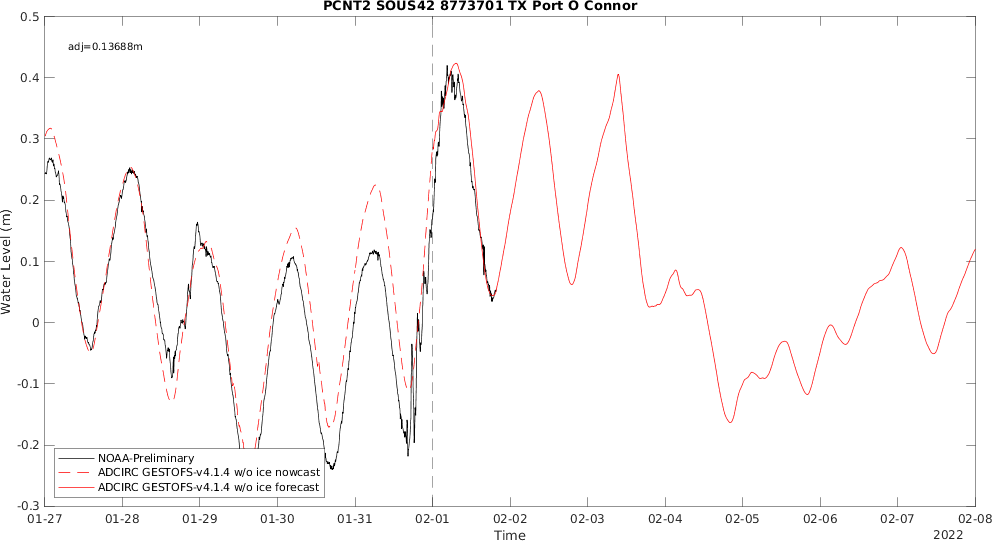 PCNT2 SOUS42 8773701 TX Port O Connor
0.5
adj=0.13688m
0.4
0.3
0.2
0.1
0
-0.1
-0.2
-0.3
Water Level (m)
NOAA-Preliminary
ADCIRC GESTOFS-v4.1.4 w/o ice nowcast
ADCIRC GESTOFS-v4.1.4 w/o ice forecast
01-27 01-28 01-29 01-30 01-31 02-01 02-02 02-03 02-04 02-05 02-06 02-07 02-08
Time
2022